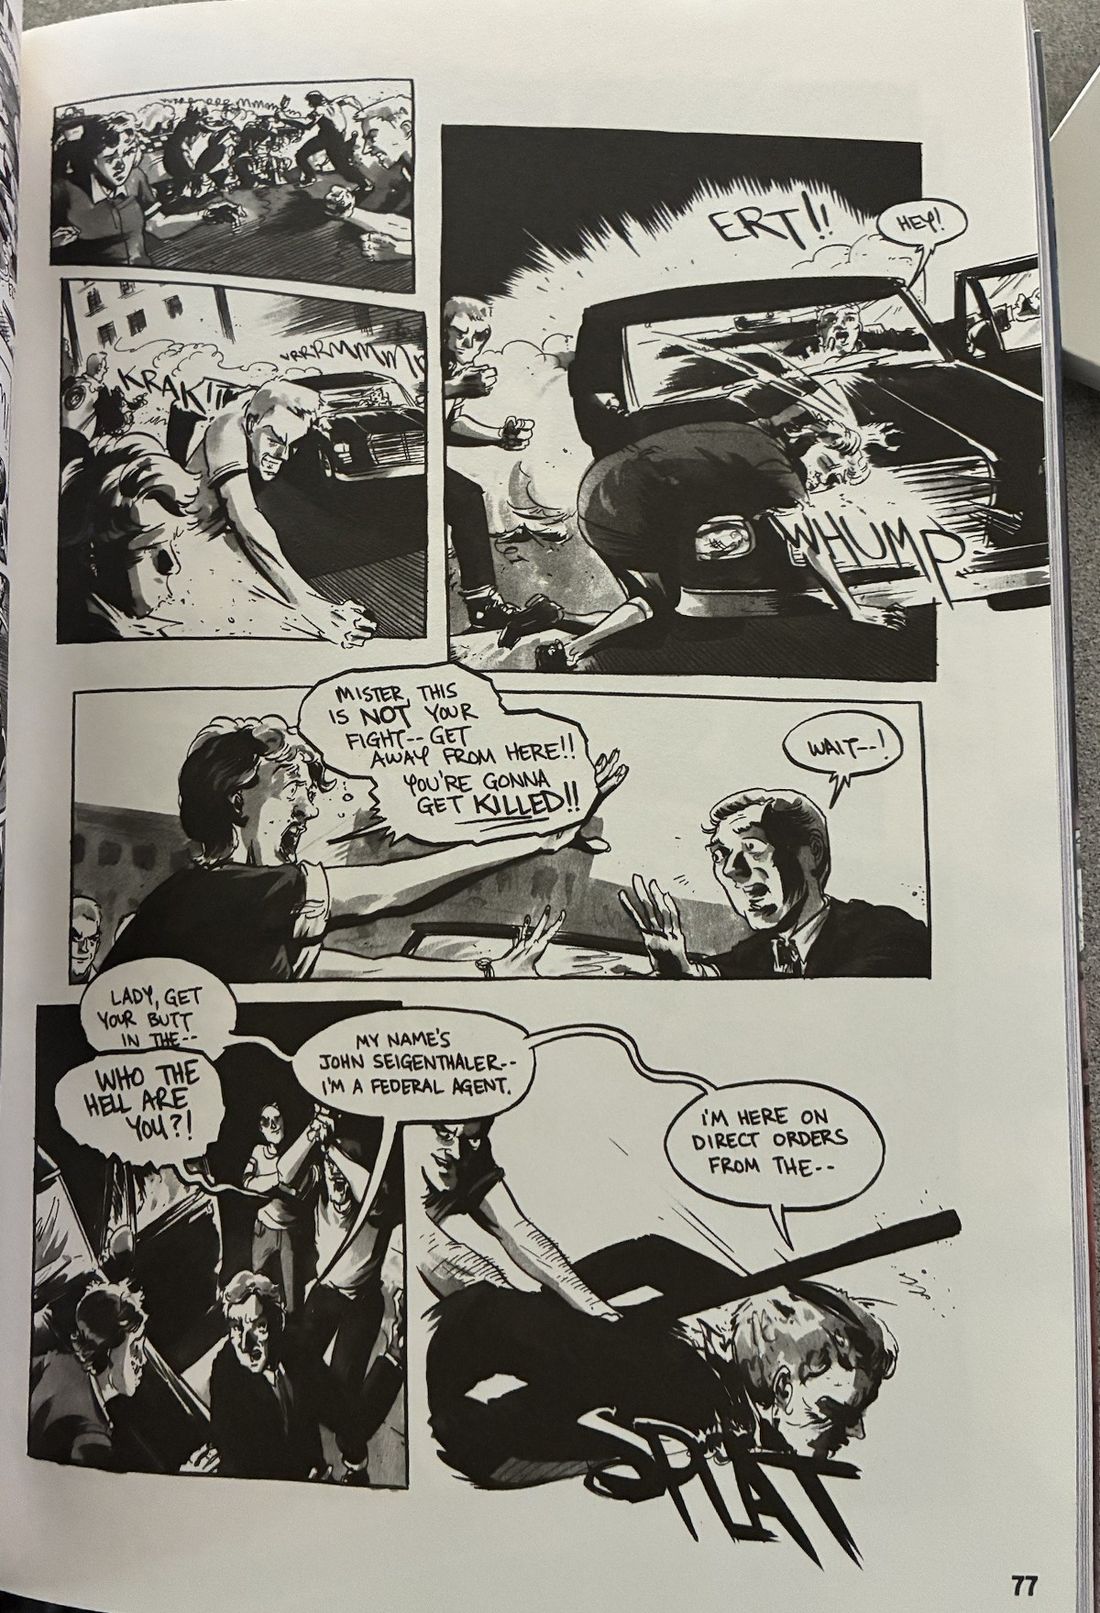 KRAK!!
VRRRMMMM
ERT!!
HEY!
WHUMP
MISTER, THIS
IS NOT YOUR
FIGHT-- GET
AWAY FROM HERE!!
YOU'RE GONNA
GET KILLED!!
WAIT--!
LADY, GET
YOUR BUTT
IN THE--
WHO THE
HELL ARE
YOU?!
MY NAME'S
JOHN SEIGENTHALER--
I'M A FEDERAL AGENT.
I'M HERE ON
DIRECT ORDERS
FROM THE--
SPLAT
77